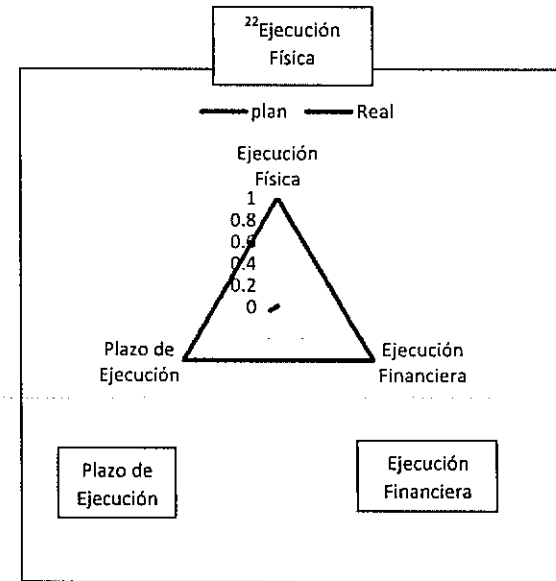 ²²Ejecución
Física
plan Real
Ejecución
Física
1
0.8
0.6
0.4
0.2
0
Plazo de
Ejecución
Ejecución
Financiera
Plazo de
Ejecución
Ejecución
Financiera